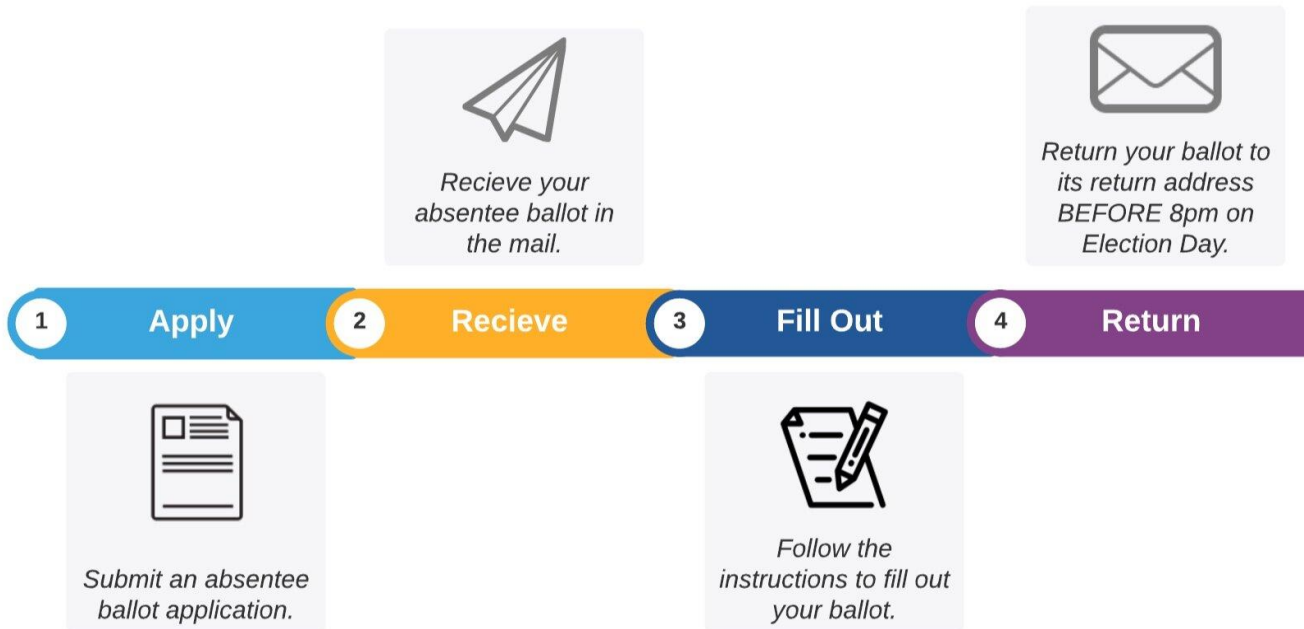 Recieve your
absentee ballot in
the mail.
Return your ballot to
its return address
BEFORE 8pm on
Election Day.
1 Apply 2 Recieve 3 Fill Out 4 Return
Submit an absentee
ballot application.
Follow the
instructions to fill out
your ballot.